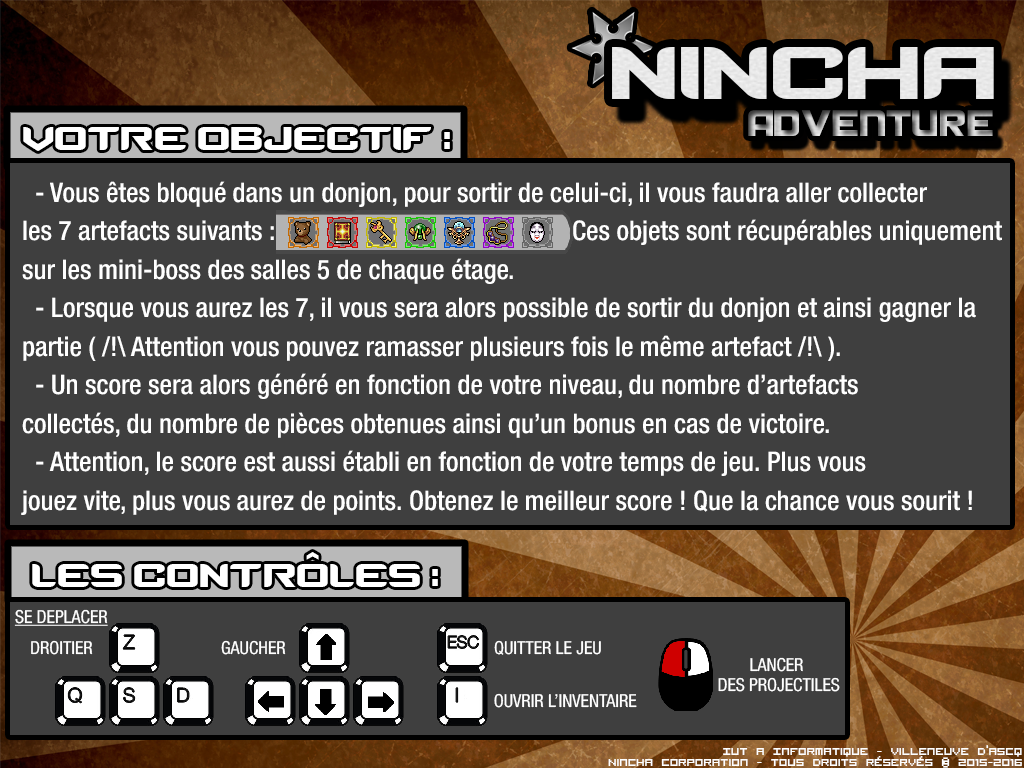 NINCHA
ADVENTURE
VOTRE OBJECTIF :
- Vous êtes bloqué dans un donjon, pour sortir de celui-ci, il vous faudra aller collecter
les 7 artefacts suivants : Ces objets sont récupérables uniquement
sur les mini-boss des salles 5 de chaque étage.
- Lorsque vous aurez les 7, il vous sera alors possible de sortir du donjon et ainsi gagner la
partie ( /!\ Attention vous pouvez ramasser plusieurs fois le même artefact /!\ ).
- Un score sera alors généré en fonction de votre niveau, du nombre d'artefacts
collectés, du nombre de pièces obtenues ainsi qu'un bonus en cas de victoire.
- Attention, le score est aussi établi en fonction de votre temps de jeu. Plus vous
jouez vite, plus vous aurez de points. Obtenez le meilleur score ! Que la chance vous sourit !
LES CONTRÔLES :
SE DEPLACER
DROITIER Z
Q S D
GAUCHER
ESC QUITTER LE JEU
I OUVRIR L'INVENTAIRE
LANCER
DES PROJECTILES
IUT A INFORMATIQUE - VILLENEUVE D'ASCQ
NINCHA CORPORATION - TOUS DROITS RÉSERVÉS @ 2015-2016